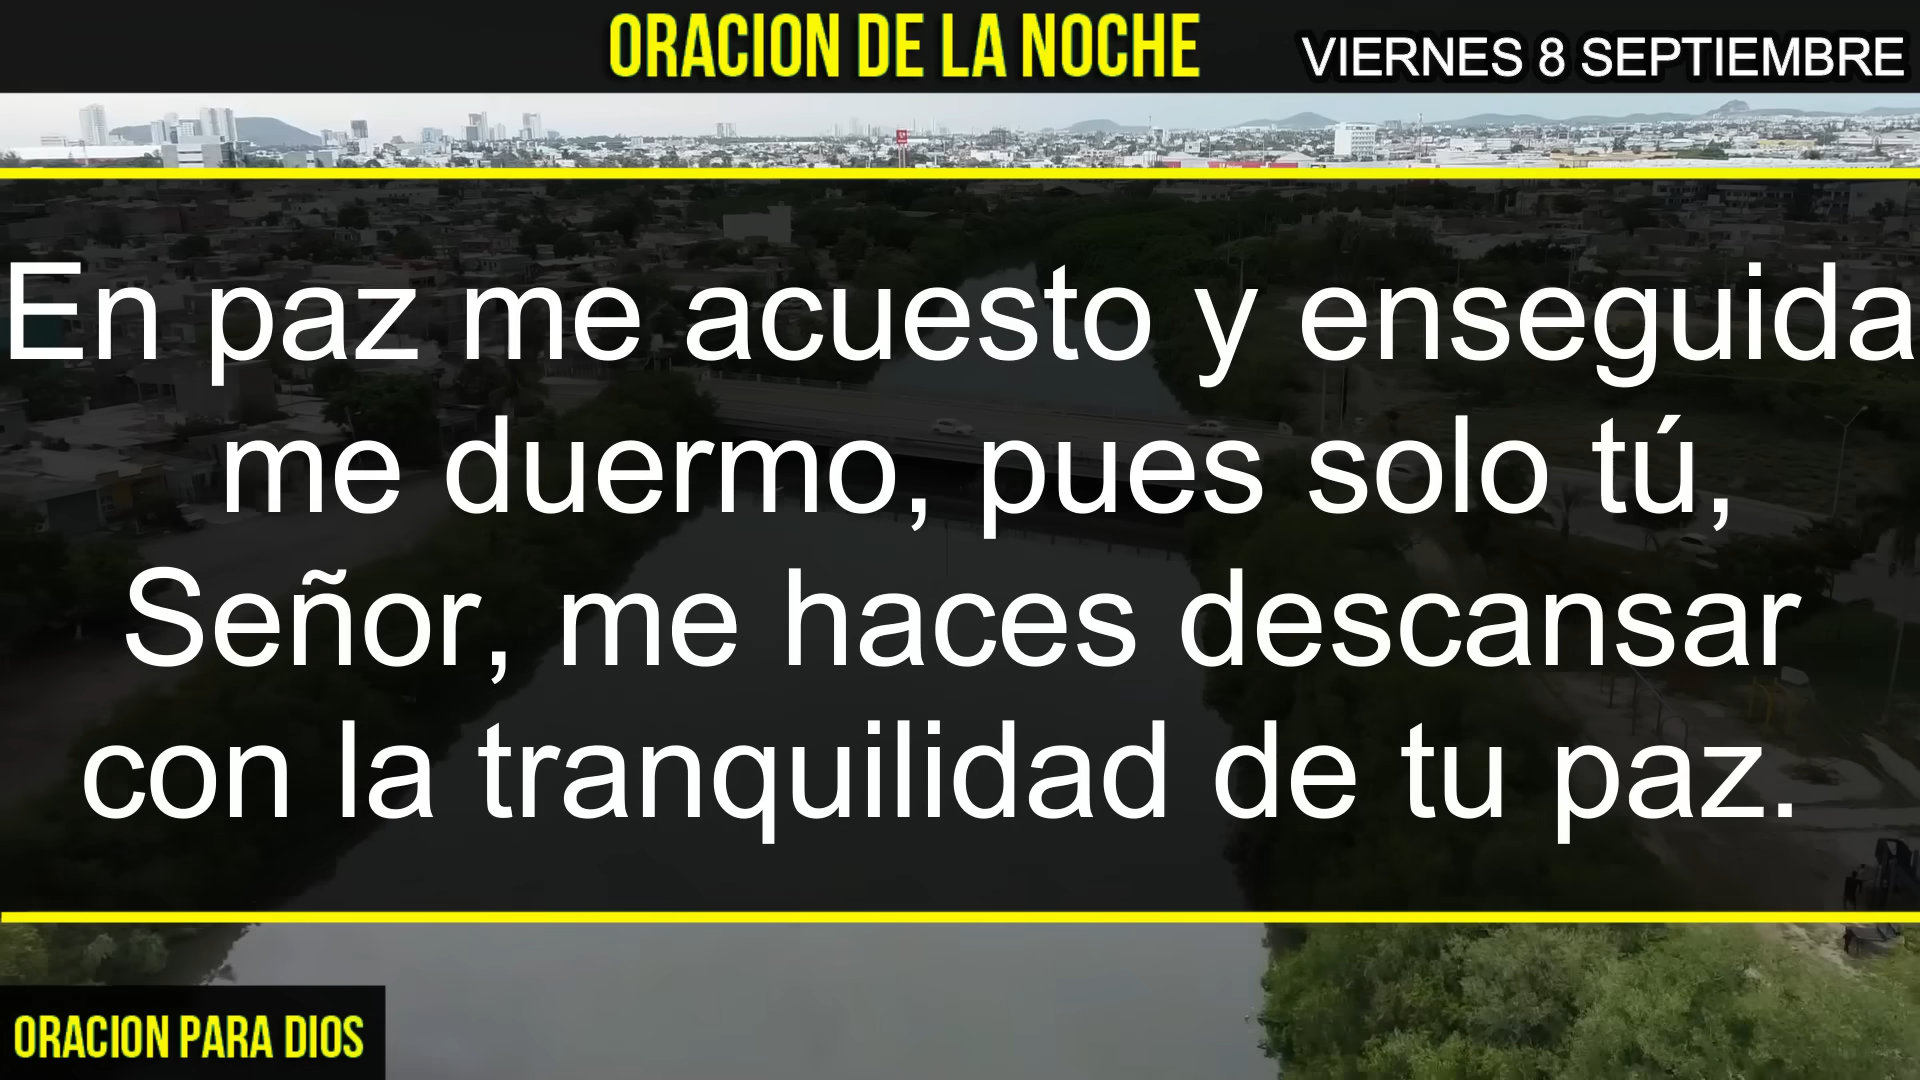 ORACION DE LA NOCHE
VIERNES 8 SEPTIEMBRE
En paz me acuesto y enseguida
me duermo, pues solo tú,
Señor, me haces descansar
con la tranquilidad de tu paz.
ORACION PARA DIOS